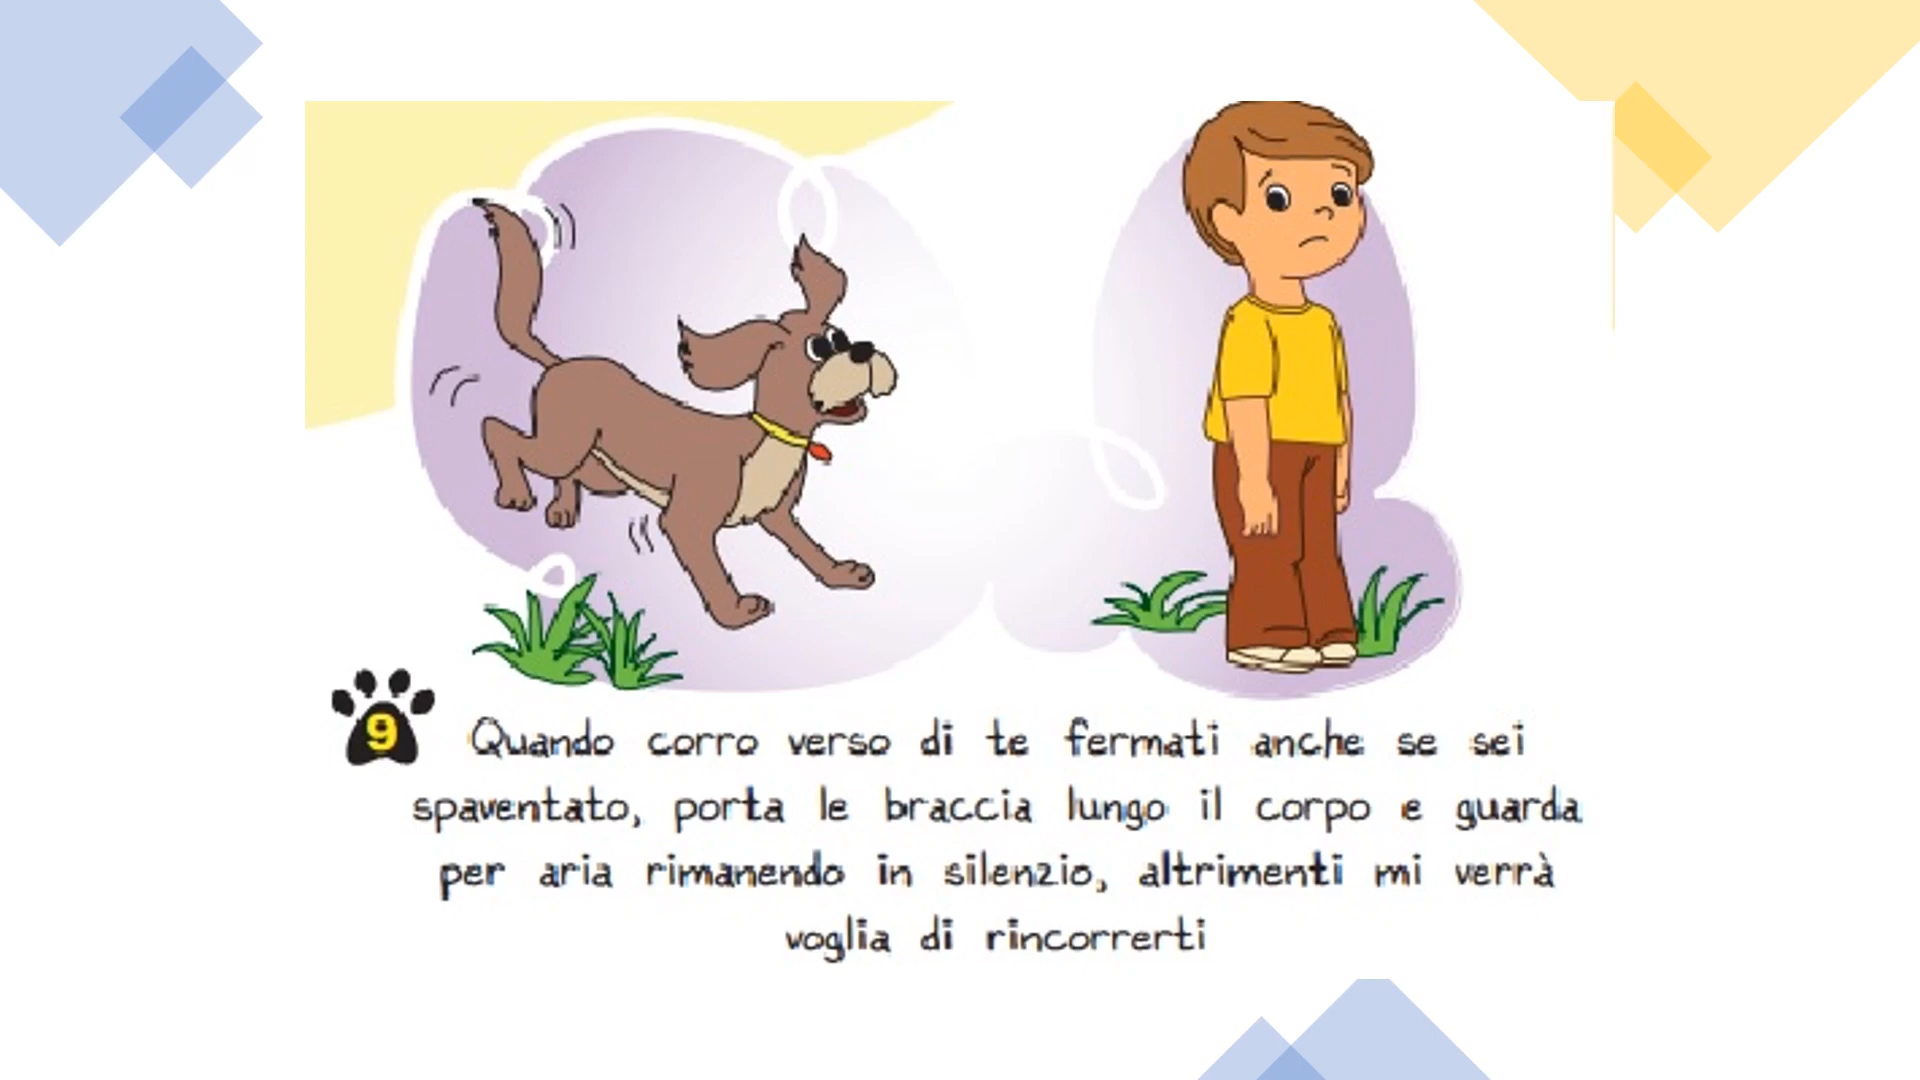 9
Quando corro verso di te fermati anche se sei
spaventato, porta le braccia lungo il corpo e guarda
per aria rimanendo in silenzio, altrimenti mi verrà
voglia di rincorrerti